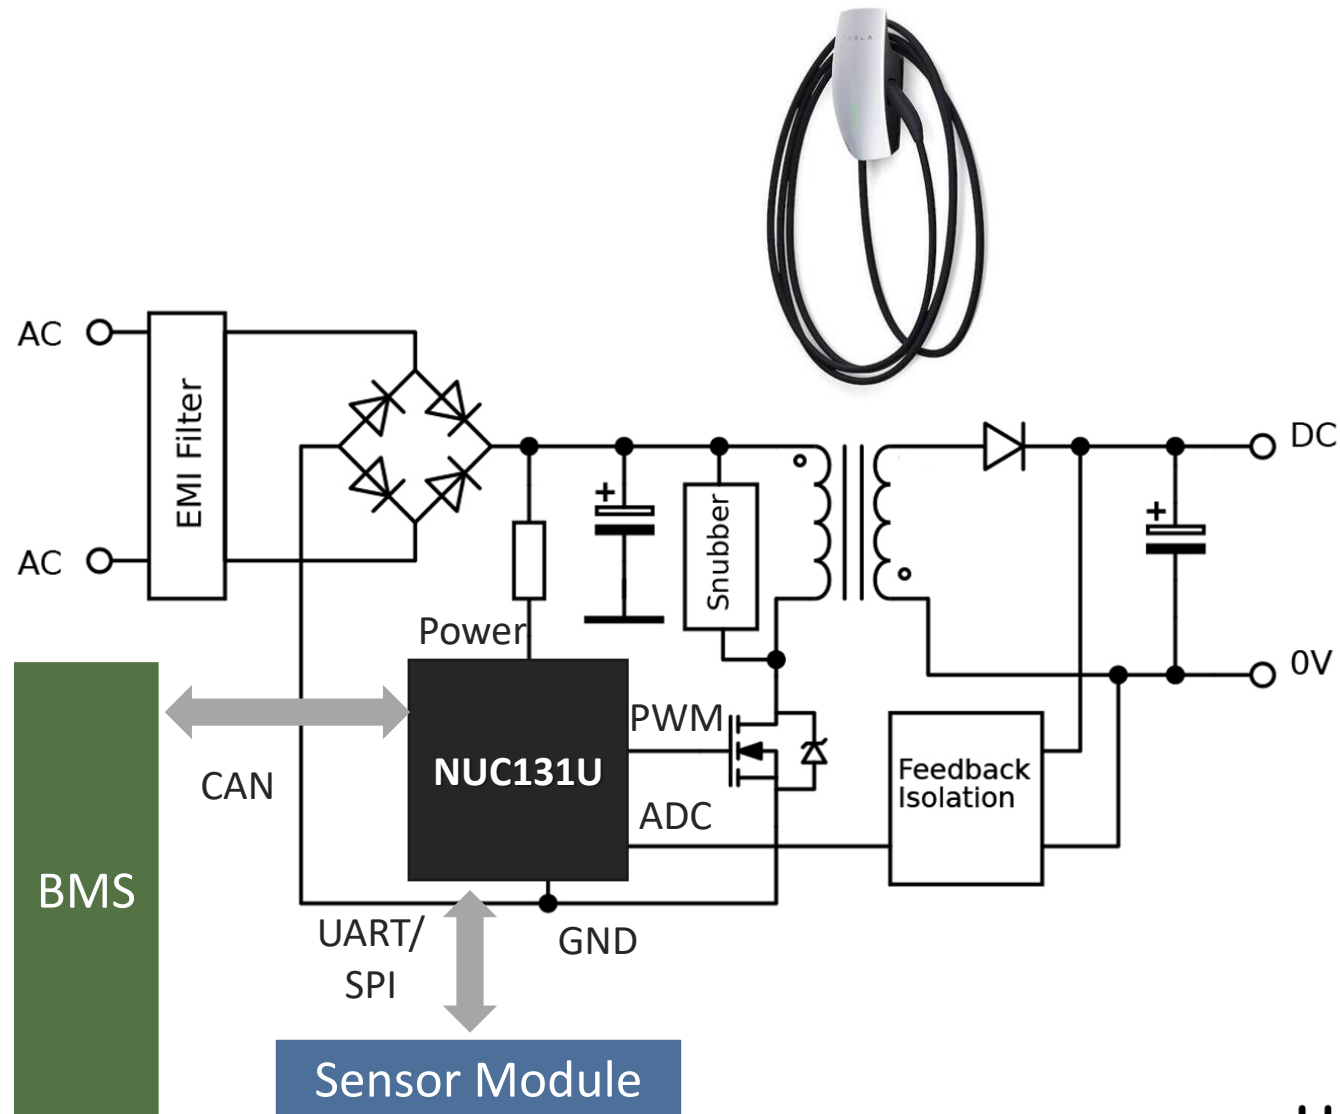 TESLA
AC
EMI Filter
AC
DC
+
+
Snubber
Power
0V
PWM
NUC131U
Feedback
Isolation
CAN
ADC
BMS
UART/
SPI
GND
Sensor Module